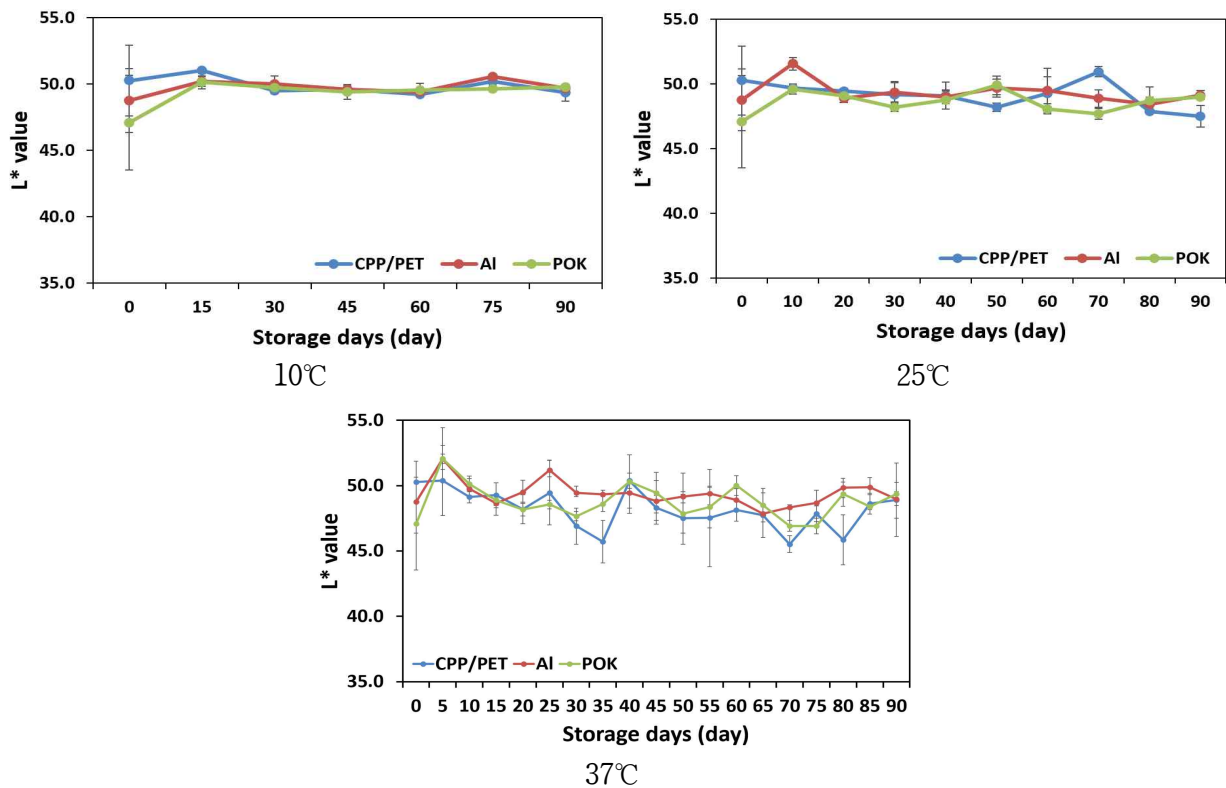 55.0
50.0
45.0
40.0
35.0
L* value
CPP/PET Al POK
0 15 30 45 60 75 90
Storage days (day)
10℃
55.0
50.0
45.0
40.0
35.0
L* value
CPP/PET Al POK
0 10 20 30 40 50 60 70 80 90
Storage days (day)
25℃
55.0
50.0
45.0
40.0
35.0
L* value
CPP/PET Al POK
0 5 10 15 20 25 30 35 40 45 50 55 60 65 70 75 80 85 90
Storage days (day)
37℃